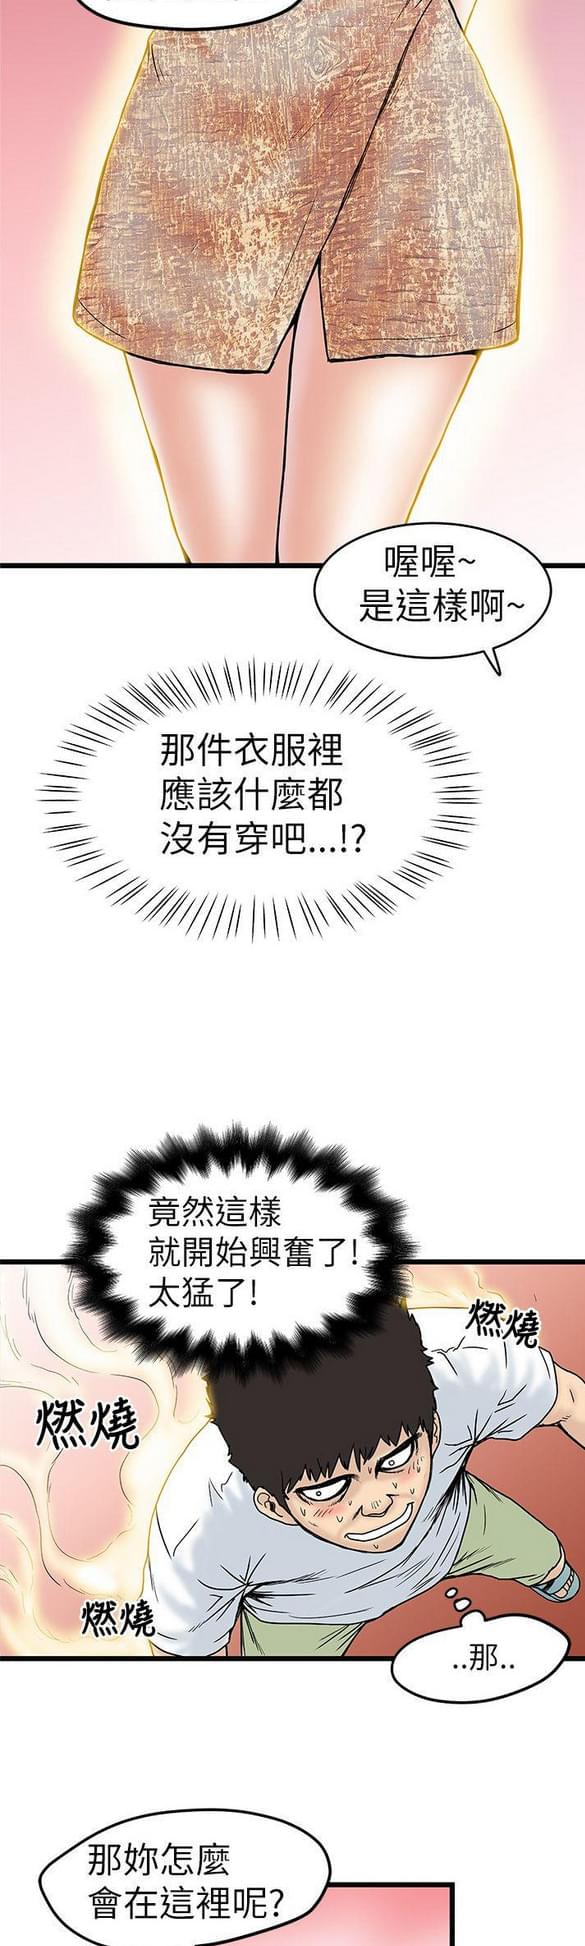 喔喔~
是這樣啊~
那件衣服裡
應該什麼都
沒有穿吧...!?
竟然這樣
就開始興奮了!
太猛了!
燃燒
燃燒
燃燒
..那..
那妳怎麼
會在這裡呢?